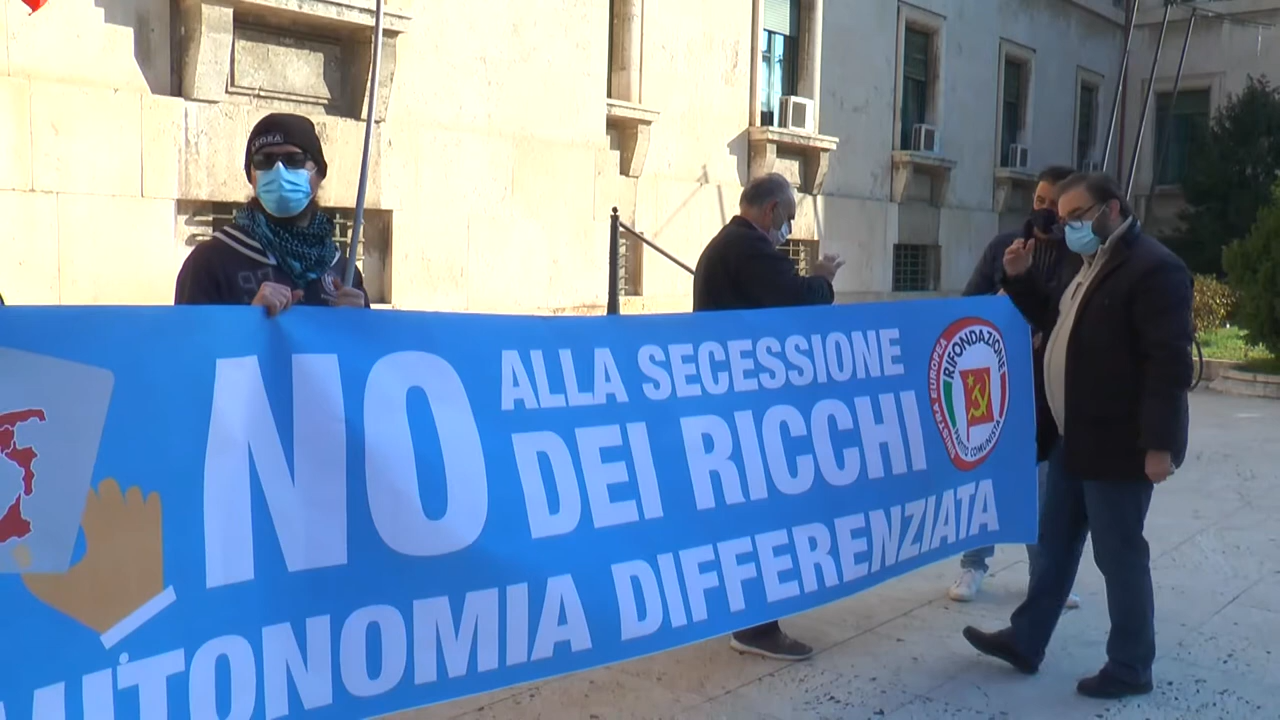 NO
ALLA SECESSIONE
DEI RICCHI
AUTONOMIA DIFFERENZIATA
SINISTRA EUROPEA
RIFONDAZIONE
PARTITO COMUNISTA